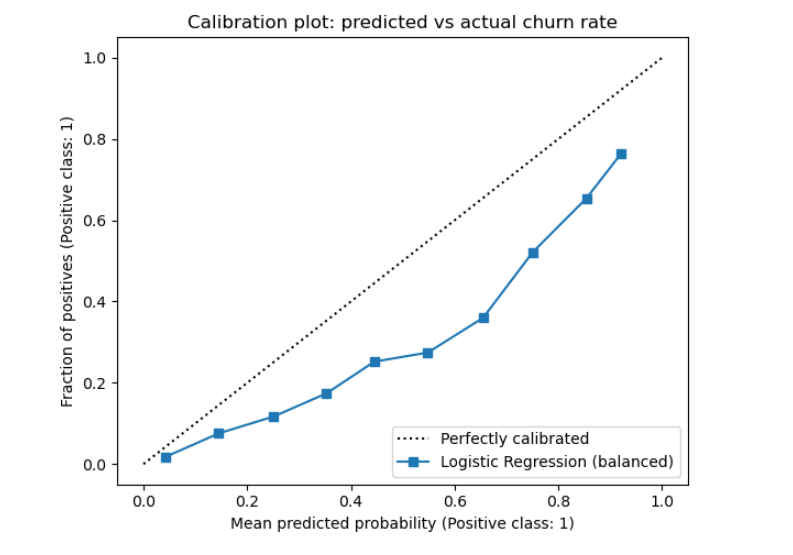 Calibration plot: predicted vs actual churn rate
Fraction of positives (Positive class: 1)
1.0
0.8
0.6
0.4
0.2
0.0
Perfectly calibrated
Logistic Regression (balanced)
0.0 0.2 0.4 0.6 0.8 1.0
Mean predicted probability (Positive class: 1)